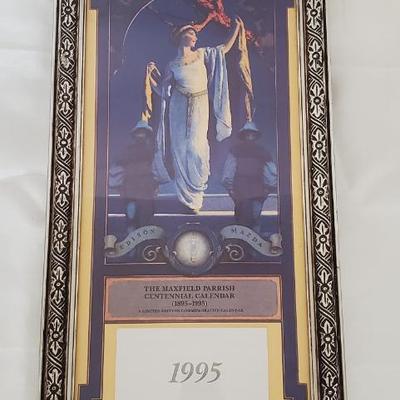 EDISON MAZDA
THE MAXFIELD PARRISH
CENTENNIAL CALENDAR
(1895-1995)
A LIMITED EDITION COMMEMORATIVE CALENDAR
1995